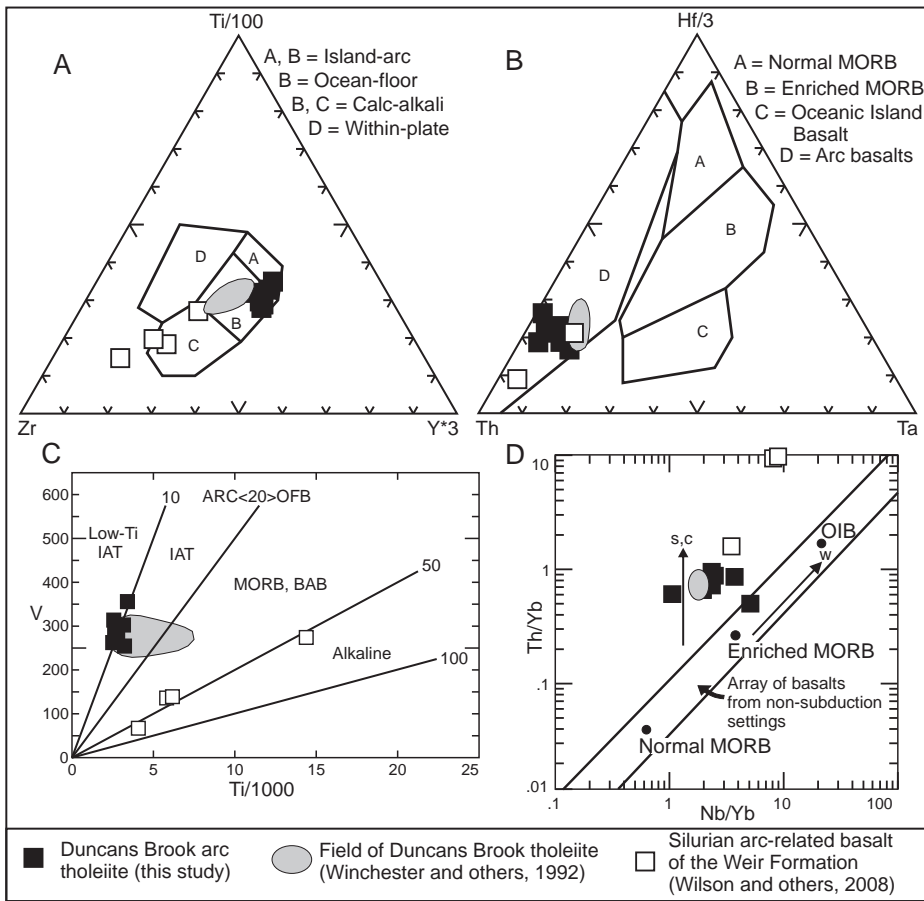 Ti/100
A
A, B = Island-arc
B = Ocean-floor
B, C = Calc-alkali
D = Within-plate
D
A
B
C
Zr
Y*3
Hf/3
B
A = Normal MORB
B = Enriched MORB
C = Oceanic Island
Basalt
D = Arc basalts
A
B
D
C
Th
Ta
C
600
500
400
300
200
100
0
V
Low-Ti
IAT
10
ARC<20>OFB
IAT
MORB, BAB
50
Alkaline
100
0
5
10
15
20
25
Ti/1000
D
10
1
.1
.01
Th/Yb
s,c
OIB
w
Enriched MORB
Array of basalts
from non-subduction
settings
Normal MORB
.1
1
10
100
Nb/Yb
Duncans Brook arc
tholeiite (this study)
Field of Duncans Brook tholeiite
(Winchester and others, 1992)
Silurian arc-related basalt
of the Weir Formation
(Wilson and others, 2008)